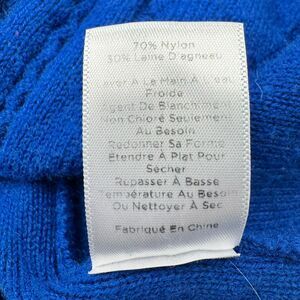 70% Nylon
30% Laine D'agneau
Laver À La Main À L'eau
Froide
Agent De Blanchiment
Non Chloré Seulement
Au Besoin
Redonner Sa Forme
Étendre À Plat Pour
Sécher
Repasser À Basse
Température Au Besoin
Ou Nettoyer À Sec
Fabriqué En Chine